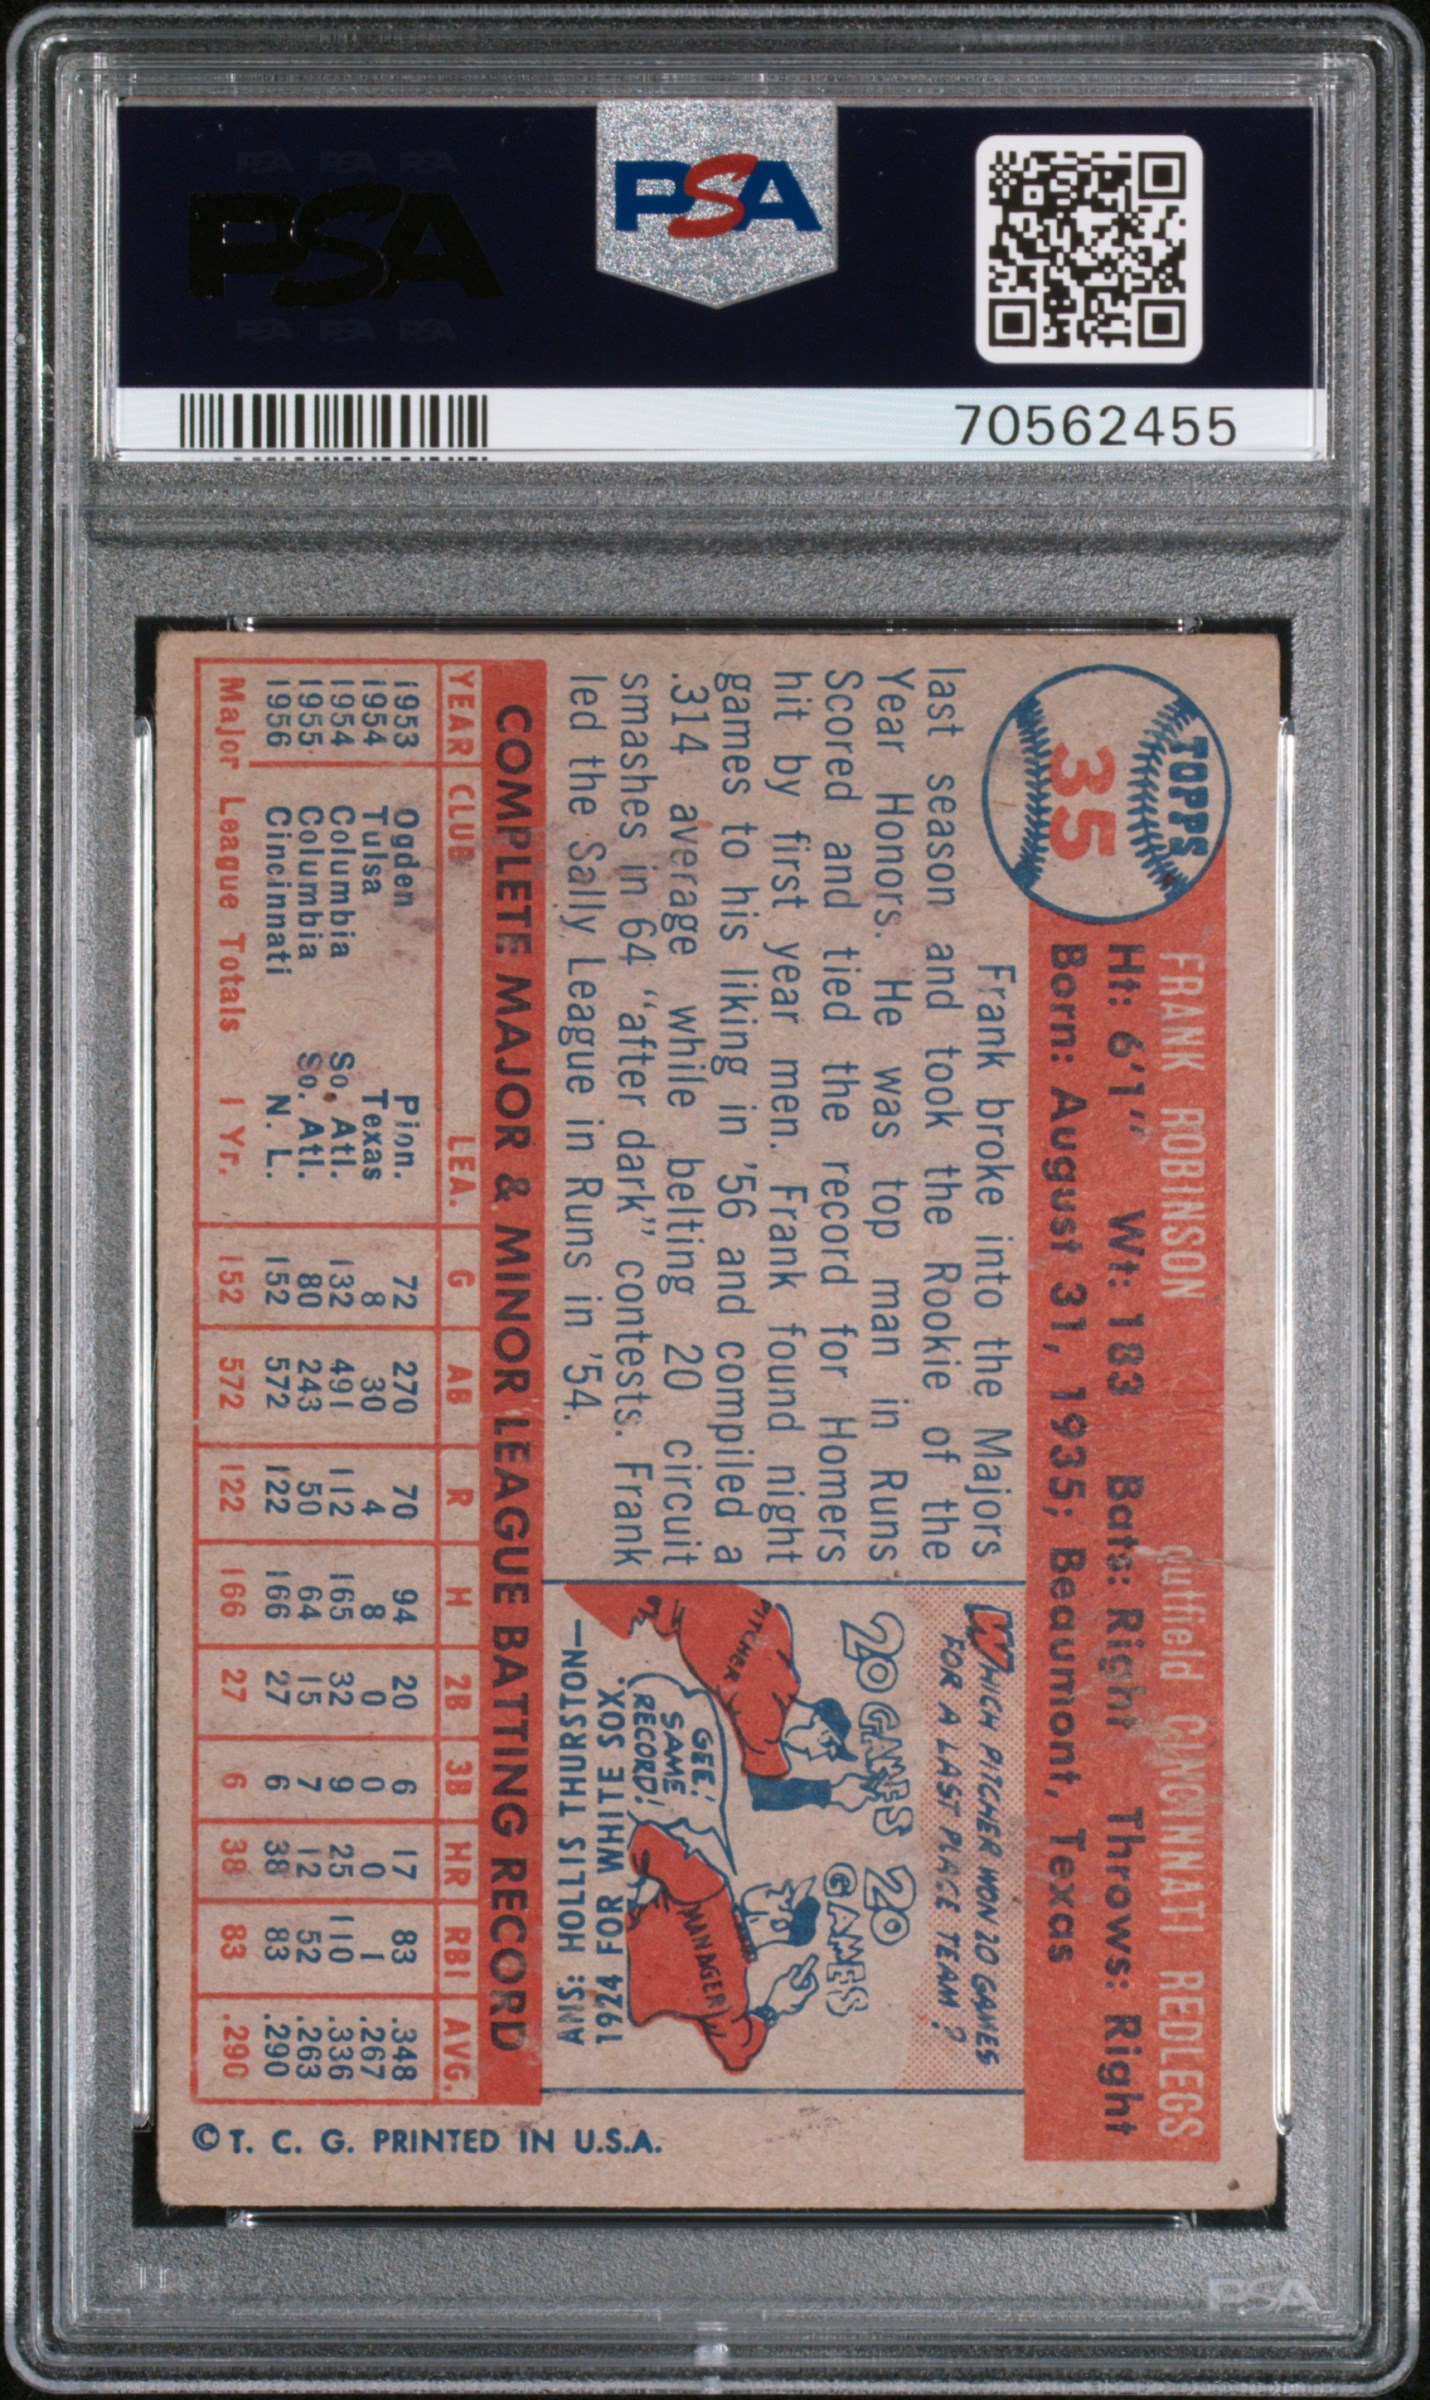 PSA PSA PSA
PSA
PSA PSA PSA
PSA
70562455
TOPPS
35
FRANK ROBINSON outfield CINCINNATI REDLEGS
Ht: 6'1" Wt: 183 Bats: Right Throws: Right
Born: August 31, 1935; Beaumont, Texas
Frank broke into the Majors
last season and took the Rookie of the
Year Honors. He was top man in Runs
Scored and tied the record for Homers
hit by first year men. Frank found night
games to his liking in '56 and compiled a
.314 average while belting 20 circuit
smashes in 64 "after dark" contests. Frank
led the Sally League in Runs in '54.
WHICH PITCHER WON 20 GAMES
FOR A LAST PLACE TEAM?
20 GAMES
20 GAMES
PITCHER
GEE!
SAME
RECORD!
MANAGER
ANS: HOLLIS THURSTON—
1924 FOR WHITE SOX.
COMPLETE MAJOR & MINOR LEAGUE BATTING RECORD
YEAR CLUB LEA. G AB R H 2B 3B HR RBI AVG.
1953 Ogden Pion. 72 270 70 94 20 6 17 83 .348
1954 Tulsa Texas 8 30 4 8 0 0 0 1 .267
1954 Columbia So. Atl. 132 491 112 165 32 9 25 110 .336
1955 Columbia So. Atl. 80 243 50 64 15 7 12 52 .263
1956 Cincinnati N. L. 152 572 122 166 27 6 38 83 .290
Major League Totals 1 Yr. 152 572 122 166 27 6 38 83 .290
© T. C. G. PRINTED IN U.S.A.
PSA